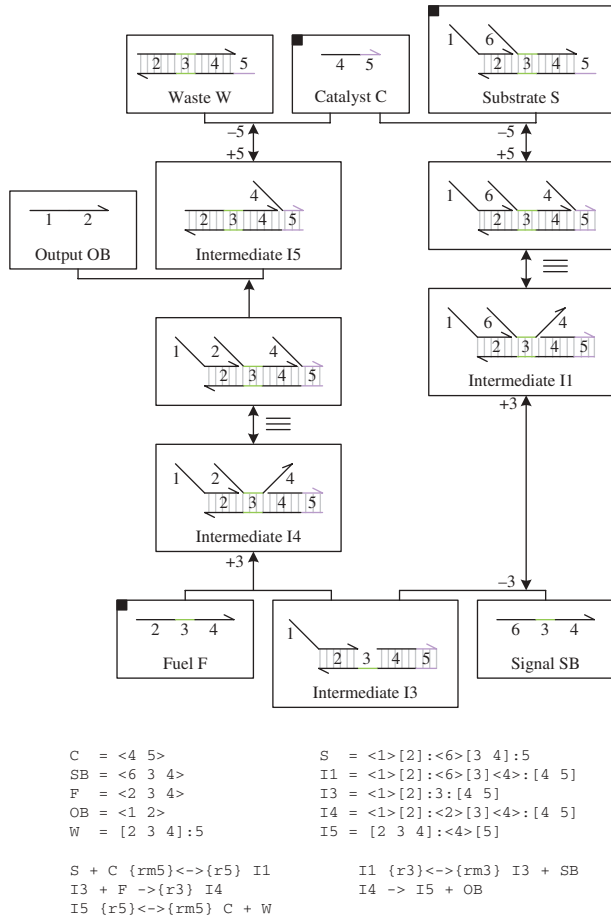 2 3 4 5
Waste W
4 5
Catalyst C
1 6
2 3 4 5
Substrate S
–5
+5
–5
+5
4
2 3 4 5
Intermediate I5
1 2
Output OB
1 6 4
2 3 4 5
1 6 4
2 3 4 5
Intermediate I1
+3
1 2 4
2 3 4 5
1 2 4
2 3 4 5
Intermediate I4
+3
–3
2 3 4
Fuel F
1
2 3 4 5
Intermediate I3
6 3 4
Signal SB
C = <4 5>
SB = <6 3 4>
F = <2 3 4>
OB = <1 2>
W = [2 3 4]:5
S = <1>[2]:<6>[3 4]:5
I1 = <1>[2]:<6>[3]<4>:[4 5]
I3 = <1>[2]:3:[4 5]
I4 = <1>[2]:<2>[3]<4>:[4 5]
I5 = [2 3 4]:<4>[5]
S + C {rm5}<->{r5} I1
I3 + F ->{r3} I4
I5 {r5}<->{rm5} C + W
I1 {r3}<->{rm3} I3 + SB
I4 -> I5 + OB